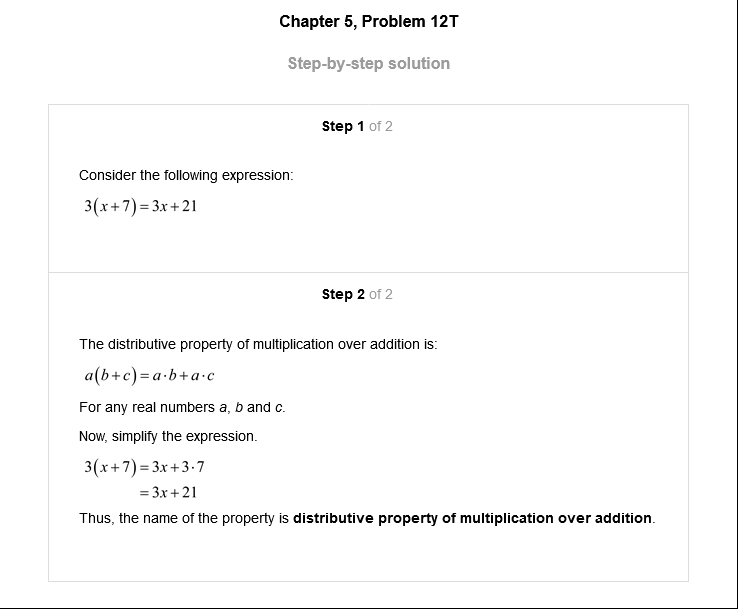 Chapter 5, Problem 12T
Step-by-step solution
Step 1 of 2
Consider the following expression:
3(x+7)=3x+21
Step 2 of 2
The distributive property of multiplication over addition is:
a(b+c)=a·b+a·c
For any real numbers a, b and c.
Now, simplify the expression.
3(x+7)=3x+3·7
=3x+21
Thus, the name of the property is distributive property of multiplication over addition.